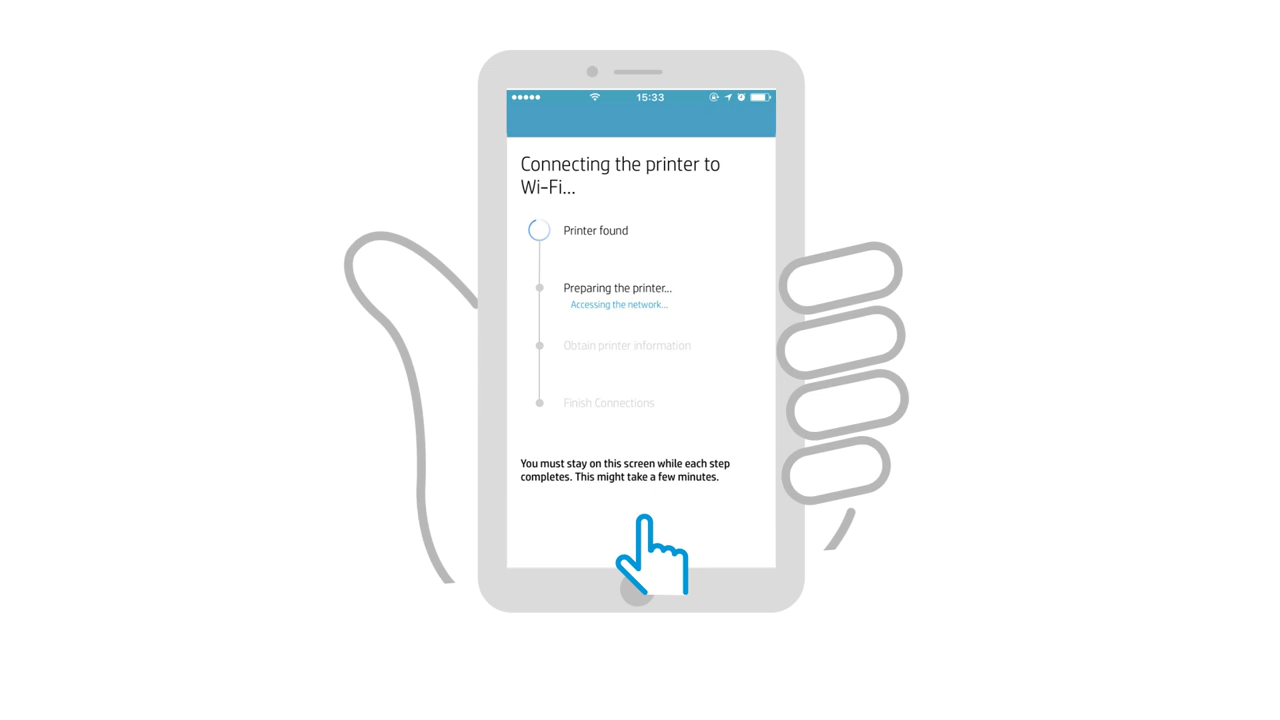 15:33
Connecting the printer to
Wi-Fi...
Printer found
Preparing the printer...
Accessing the network...
Obtain printer information
Finish Connections
You must stay on this screen while each step
completes. This might take a few minutes.